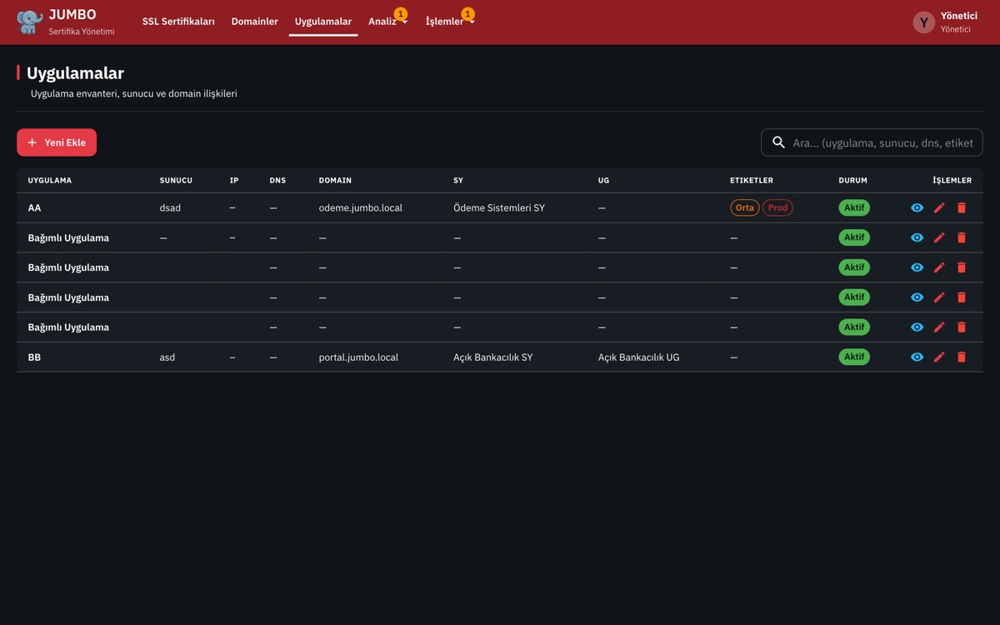 JUMBO
Sertifika Yönetimi
SSL Sertifikaları Domainler Uygulamalar Analiz 1 İşlemler 1
Y Yönetici
Yönetici
Uygulamalar
Uygulama envanteri, sunucu ve domain ilişkileri
+ Yeni Ekle
Ara... (uygulama, sunucu, dns, etiket
UYGULAMA SUNUCU IP DNS DOMAIN SY UG ETİKETLER DURUM İŞLEMLER
AA dsad – — odeme.jumbo.local Ödeme Sistemleri SY — Orta Prod Aktif
Bağımlı Uygulama — – — — — — — Aktif
Bağımlı Uygulama — — — — — Aktif
Bağımlı Uygulama — — — — — Aktif
Bağımlı Uygulama — — — — — Aktif
BB asd – — portal.jumbo.local Açık Bankacılık SY Açık Bankacılık UG — Aktif